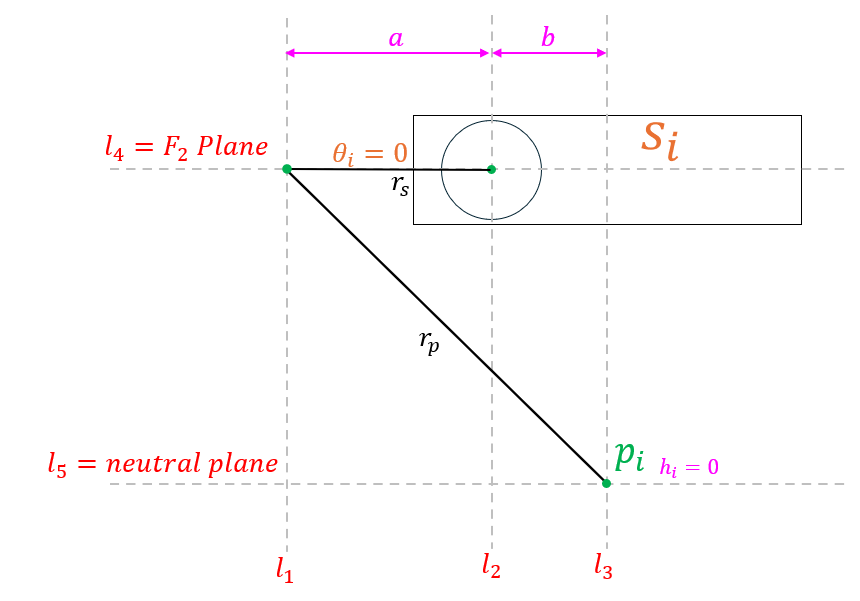 a
b
l₄ = F₂ Plane
θᵢ = 0
Sᵢ
rₛ
rₚ
l₅ = neutral plane
pᵢ
hᵢ = 0
l₁
l₂
l₃